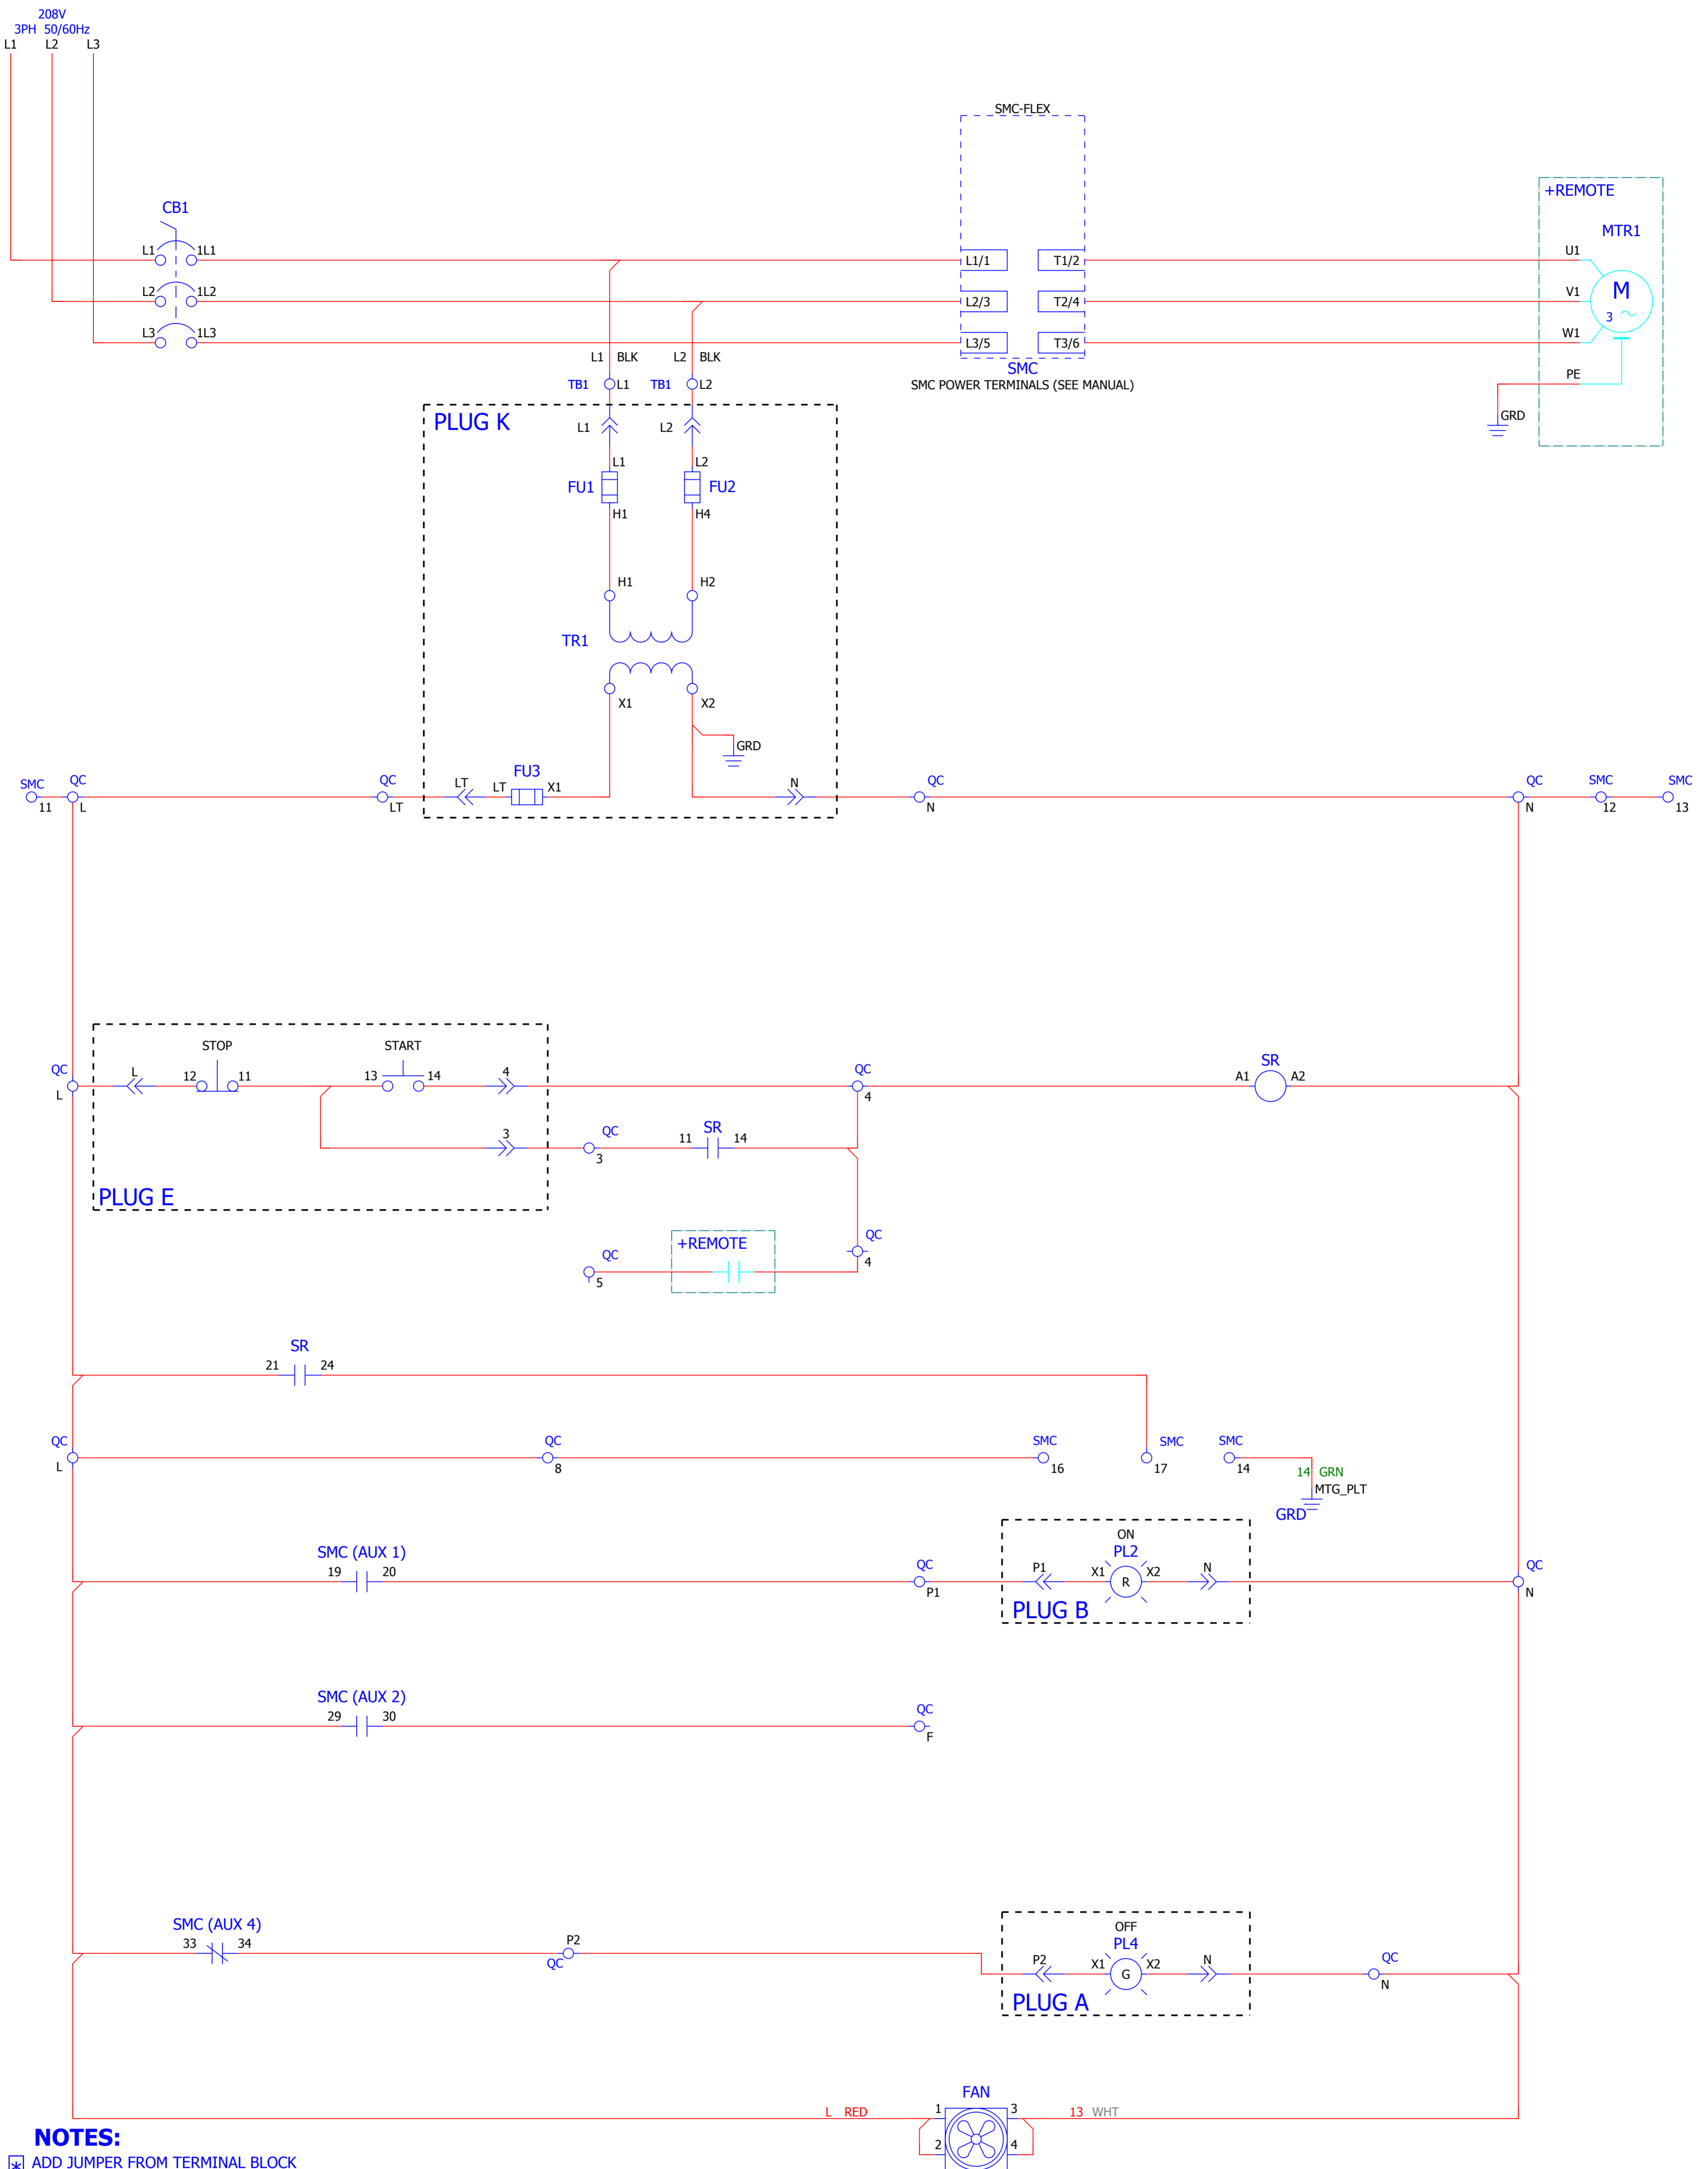 208V
3PH 50/60Hz
L1 L2 L3
SMC-FLEX
+REMOTE
CB1
MTR1
L1 1L1
L1/1 T1/2
U1
L2 1L2
L2/3 T2/4
V1
M
3
L3 1L3
L3/5 T3/6
W1
L1 BLK L2 BLK
SMC
PE
TB1 L1 TB1 L2
SMC POWER TERMINALS (SEE MANUAL)
GRD
PLUG K
L1 L2
L1 L2
FU1 FU2
H1 H4
H1 H2
TR1
X1 X2
GRD
FU3
SMC QC QC LT LT X1 N QC QC SMC SMC
11 L LT N N 12 13
STOP START
QC L 12 11 13 14 4 QC SR
A1 A2
L 4
3 QC SR
11 14
3
PLUG E
+REMOTE
QC QC
5 4
SR
21 24
QC QC SMC SMC SMC
L 8 16 17 14
14 GRN
MTG_PLT
GRD
ON
SMC (AUX 1)
PL2
19 20 QC P1 X1 R X2 N QC
P1 N
PLUG B
SMC (AUX 2)
29 30 QC
F
SMC (AUX 4)
33 34 P2
QC
OFF
PL4
P2 X1 G X2 N QC
N
PLUG A
FAN
L RED 1 3 13 WHT
2 4
NOTES:
* ADD JUMPER FROM TERMINAL BLOCK